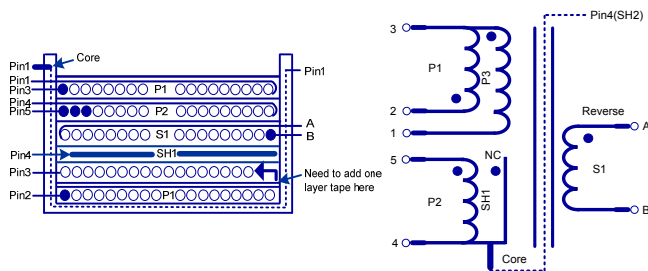 Core
Pin1
Pin1
Pin1
Pin3
P1
Pin4
Pin5
P2
A
S1
B
Pin4
SH1
Pin3
Need to add one
layer tape here
Pin2
P1
Pin4(SH2)
3
P1
P3
2
1
Reverse
A
S1
B
5
NC
P2
SH1
4
Core